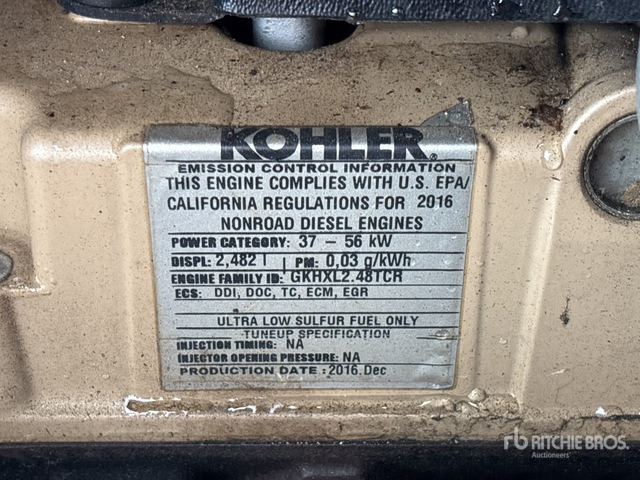 KOHLER®
EMISSION CONTROL INFORMATION
THIS ENGINE COMPLIES WITH U.S. EPA/
CALIFORNIA REGULATIONS FOR 2016
NONROAD DIESEL ENGINES
POWER CATEGORY: 37 – 56 kW
DISPL: 2,482 l | PM: 0,03 g/kWh
ENGINE FAMILY ID: GKHXL2.48TCR
ECS: DDI, DOC, TC, ECM, EGR
ULTRA LOW SULFUR FUEL ONLY
TUNEUP SPECIFICATION
INJECTION TIMING: NA
INJECTOR OPENING PRESSURE: NA
PRODUCTION DATE: 2016.Dec
rb RITCHIE BROS.
Auctioneers